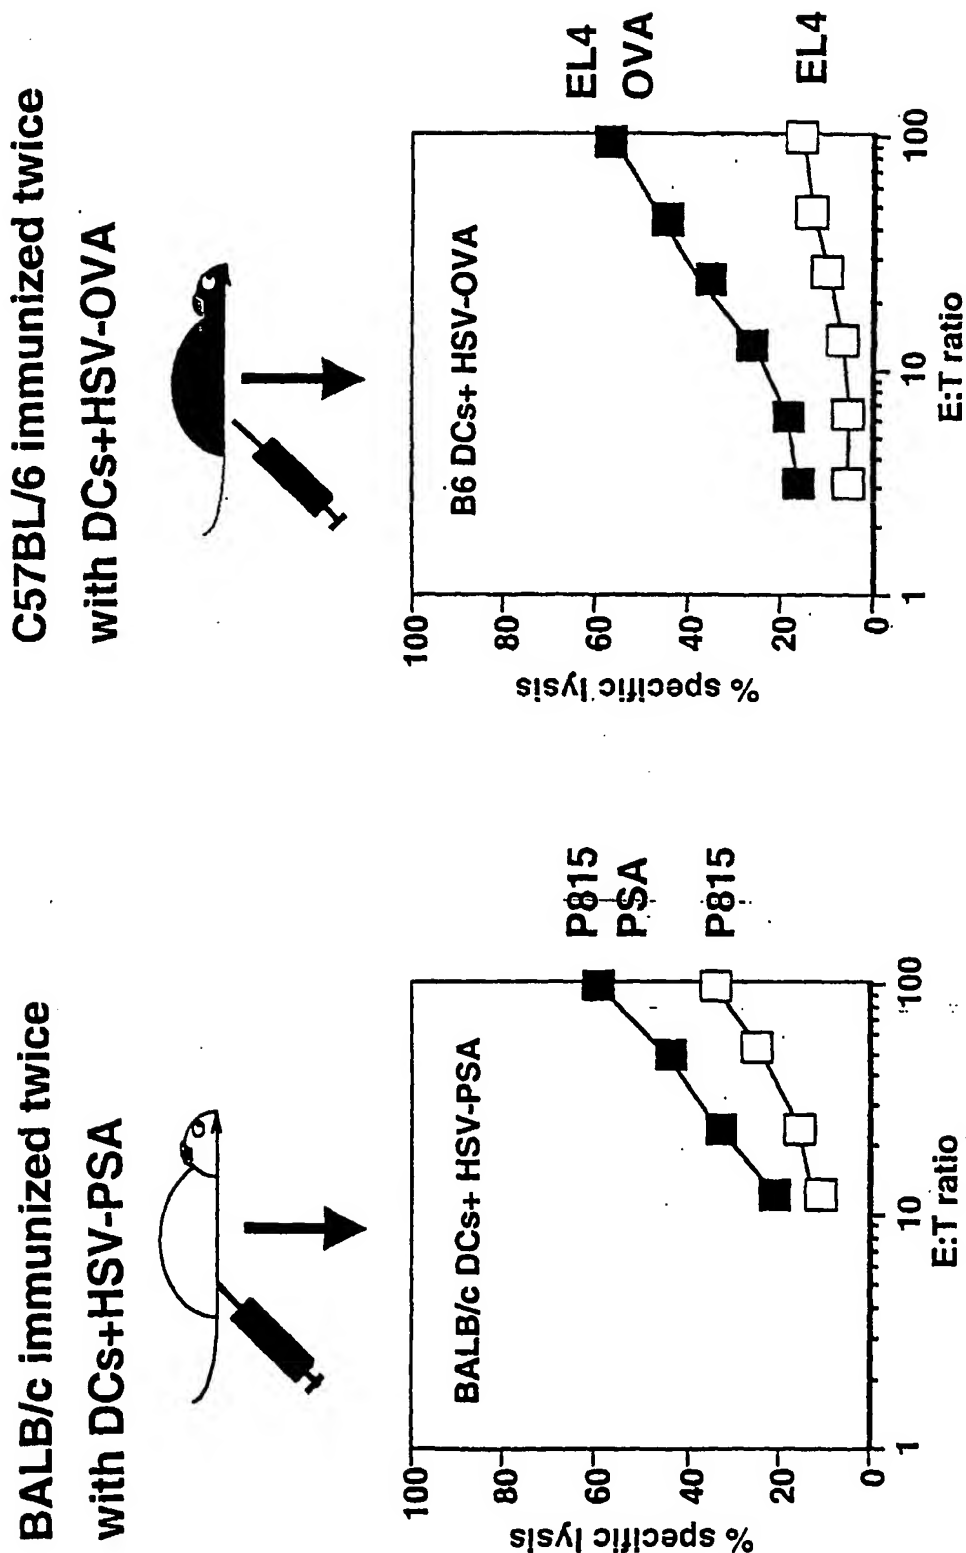 BALB/c immunized twice
with DCs+HSV-PSA
BALB/c DCs+ HSV-PSA
% specific lysis
100
80
60
40
20
0
1
10
100
E:T ratio
P815
PSA
P815
C57BL/6 immunized twice
with DCs+HSV-OVA
B6 DCs+ HSV-OVA
% specific lysis
100
80
60
40
20
0
1
10
100
E:T ratio
EL4
OVA
EL4